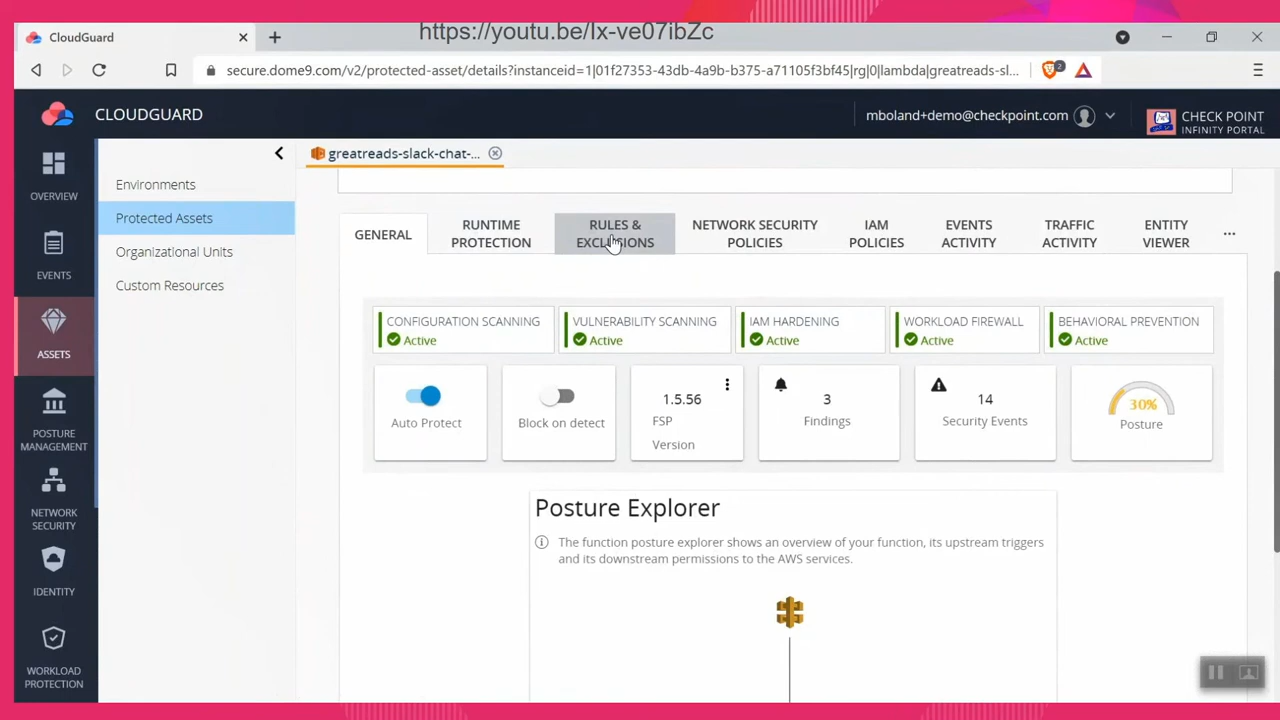 https://youtu.be/Ix-ve07ibZc
CloudGuard
secure.dome9.com/v2/protected-asset/details?instanceid=1|01f27353-43db-4a9b-b375-a71105f3bf45|rg|0|lambda|greatreads-sl...
2
CLOUDGUARD
mboland+demo@checkpoint.com
CHECK POINT
INFINITY PORTAL
OVERVIEW
EVENTS
ASSETS
POSTURE
MANAGEMENT
NETWORK
SECURITY
IDENTITY
WORKLOAD
PROTECTION
Environments
Protected Assets
Organizational Units
Custom Resources
greatreads-slack-chat-...
GENERAL
RUNTIME
PROTECTION
RULES &
EXCLUSIONS
NETWORK SECURITY
POLICIES
IAM
POLICIES
EVENTS
ACTIVITY
TRAFFIC
ACTIVITY
ENTITY
VIEWER
...
CONFIGURATION SCANNING
Active
VULNERABILITY SCANNING
Active
IAM HARDENING
Active
WORKLOAD FIREWALL
Active
BEHAVIORAL PREVENTION
Active
Auto Protect
Block on detect
1.5.56
FSP
Version
3
Findings
14
Security Events
30%
Posture
Posture Explorer
The function posture explorer shows an overview of your function, its upstream triggers
and its downstream permissions to the AWS services.